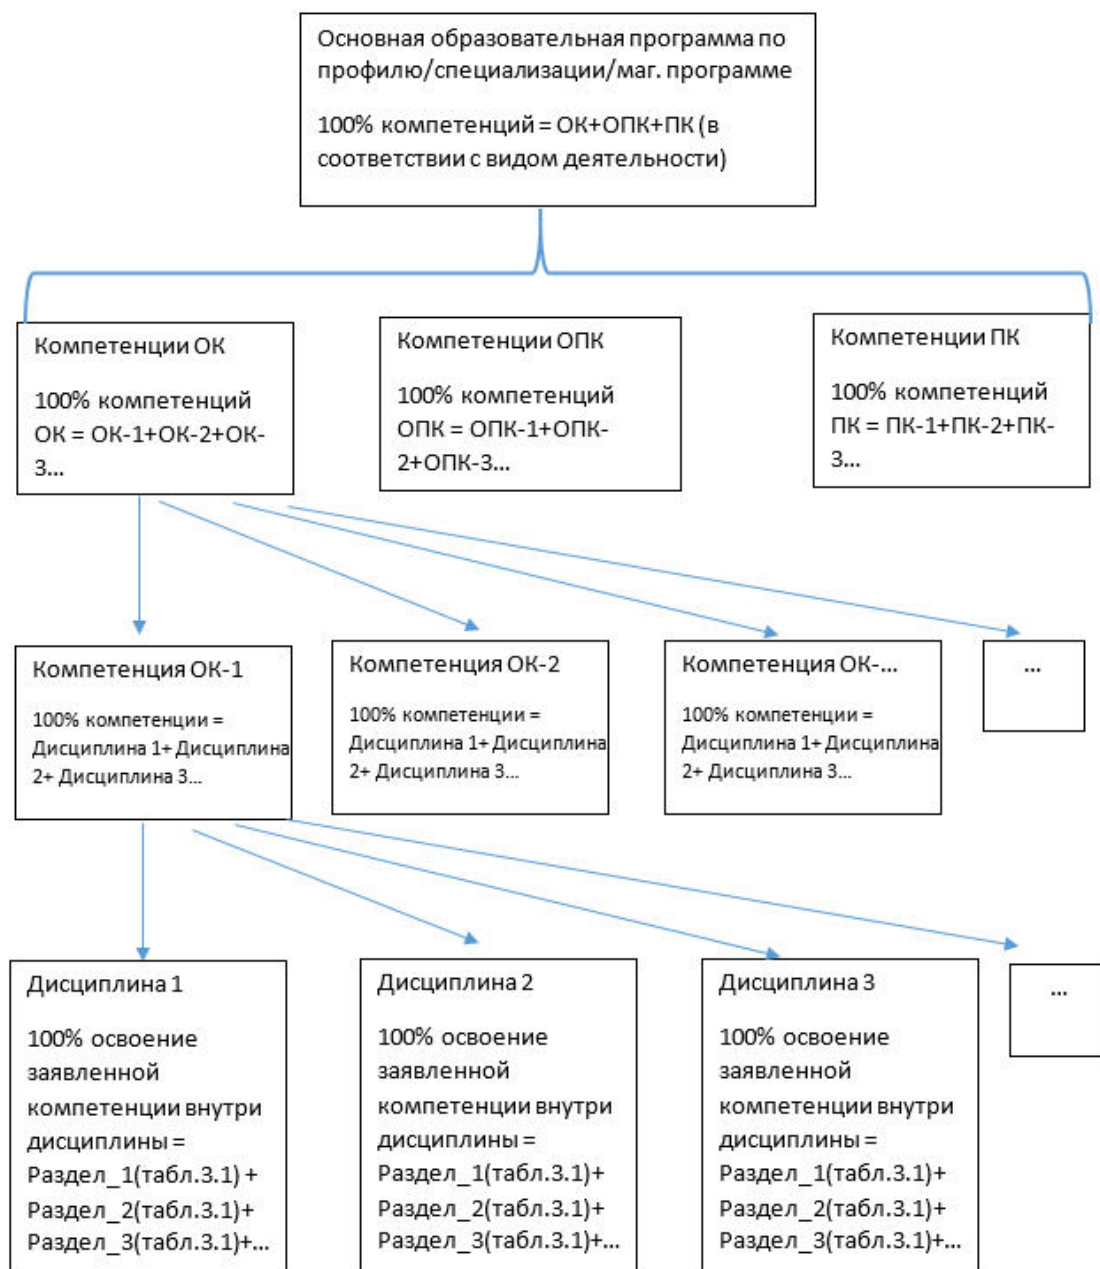 Основная образовательная программа по
профилю/специализации/маг. программе
100% компетенций = ОК+ОПК+ПК (в
соответствии с видом деятельности)
Компетенции ОК
100% компетенций
ОК = ОК-1+ОК-2+ОК-
3...
Компетенции ОПК
100% компетенций
ОПК = ОПК-1+ОПК-
2+ОПК-3...
Компетенции ПК
100% компетенций
ПК = ПК-1+ПК-2+ПК-
3...
Компетенция ОК-1
100% компетенции =
Дисциплина 1+ Дисциплина
2+ Дисциплина 3...
Компетенция ОК-2
100% компетенции =
Дисциплина 1+ Дисциплина
2+ Дисциплина 3...
Компетенция ОК-...
100% компетенции =
Дисциплина 1+ Дисциплина
2+ Дисциплина 3...
...
Дисциплина 1
100% освоение
заявленной
компетенции внутри
дисциплины =
Раздел_1(табл.3.1) +
Раздел_2(табл.3.1)+
Раздел_3(табл.3.1)+...
Дисциплина 2
100% освоение
заявленной
компетенции внутри
дисциплины =
Раздел_1(табл.3.1)+
Раздел_2(табл.3.1)+
Раздел_3(табл.3.1)+...
Дисциплина 3
100% освоение
заявленной
компетенции внутри
дисциплины =
Раздел_1(табл.3.1)+
Раздел_2(табл.3.1)+
Раздел_3(табл.3.1)+...
...